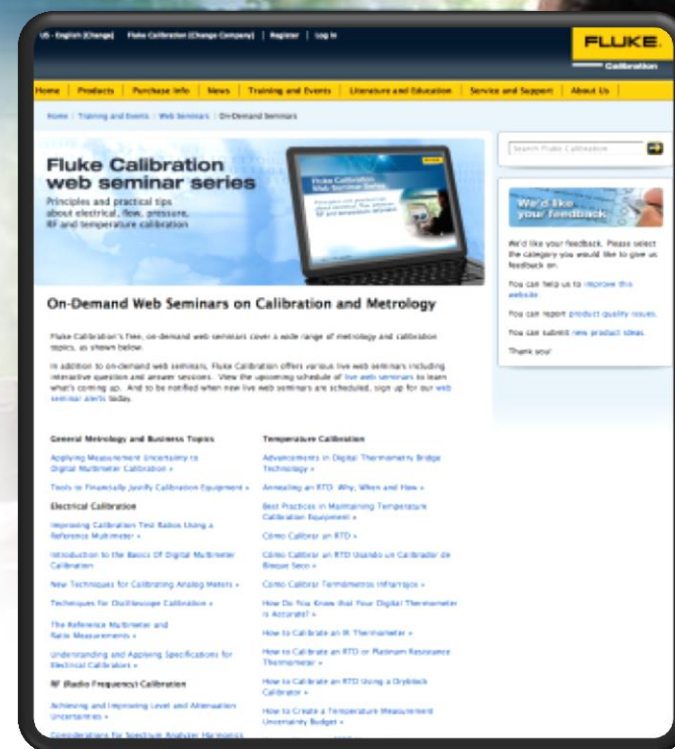 US - English (Change) Fluke Calibration (Change Company) | Register | Log In
FLUKE.
Calibration
Home | Products | Purchase Info | News | Training and Events | Literature and Education | Service and Support | About Us
Home | Training and Events | Web Seminars | On-Demand Seminars
Fluke Calibration
web seminar series
Principles and practical tips
about electrical, flow, pressure,
RF and temperature calibration
Fluke Calibration
Web Seminar Series
Search Fluke Calibration
We'd like
your feedback
We'd like your feedback. Please select
the category you would like to give us
feedback on.
You can help us to improve this
website.
You can report product quality issues.
You can submit new product ideas.
Thank you!
On-Demand Web Seminars on Calibration and Metrology
Fluke Calibration's free, on-demand web seminars cover a wide range of metrology and calibration
topics, as shown below.
In addition to on-demand web seminars, Fluke Calibration offers various live web seminars including
interactive question and answer sessions. View the upcoming schedule of live web seminars to learn
what's coming up. And to be notified when new live web seminars are scheduled, sign up for our web
seminar alerts today.
General Metrology and Business Topics
Applying Measurement Uncertainty to
Digital Multimeter Calibration »
Tools to Financially Justify Calibration Equipment »
Electrical Calibration
Improving Calibration Test Ratios Using a
Reference Multimeter »
Introduction to the Basics Of Digital Multimeter
Calibration
New Techniques for Calibrating Analog Meters »
Techniques for Oscilloscope Calibration »
The Reference Multimeter and
Ratio Measurements »
Understanding and Applying Specifications for
Electrical Calibrators »
RF (Radio Frequency) Calibration
Achieving and Improving Level and Attenuation
Uncertainties »
Considerations for Spectrum Analyzer Harmonics
Temperature Calibration
Advancements in Digital Thermometry Bridge
Technology »
Annealing an RTD: Why, When and How »
Best Practices in Maintaining Temperature
Calibration Equipment »
Cómo Calibrar un RTD »
Cómo Calibrar un RTD Usando un Calibrador de
Bloque Seco »
Cómo Calibrar Termómetros Infrarrojos »
How Do You Know that Your Digital Thermometer
is Accurate? »
How to Calibrate an IR Thermometer »
How to Calibrate an RTD or Platinum Resistance
Thermometer »
How to Calibrate an RTD Using a Dryblock
Calibrator »
How to Create a Temperature Measurement
Uncertainty Budget »